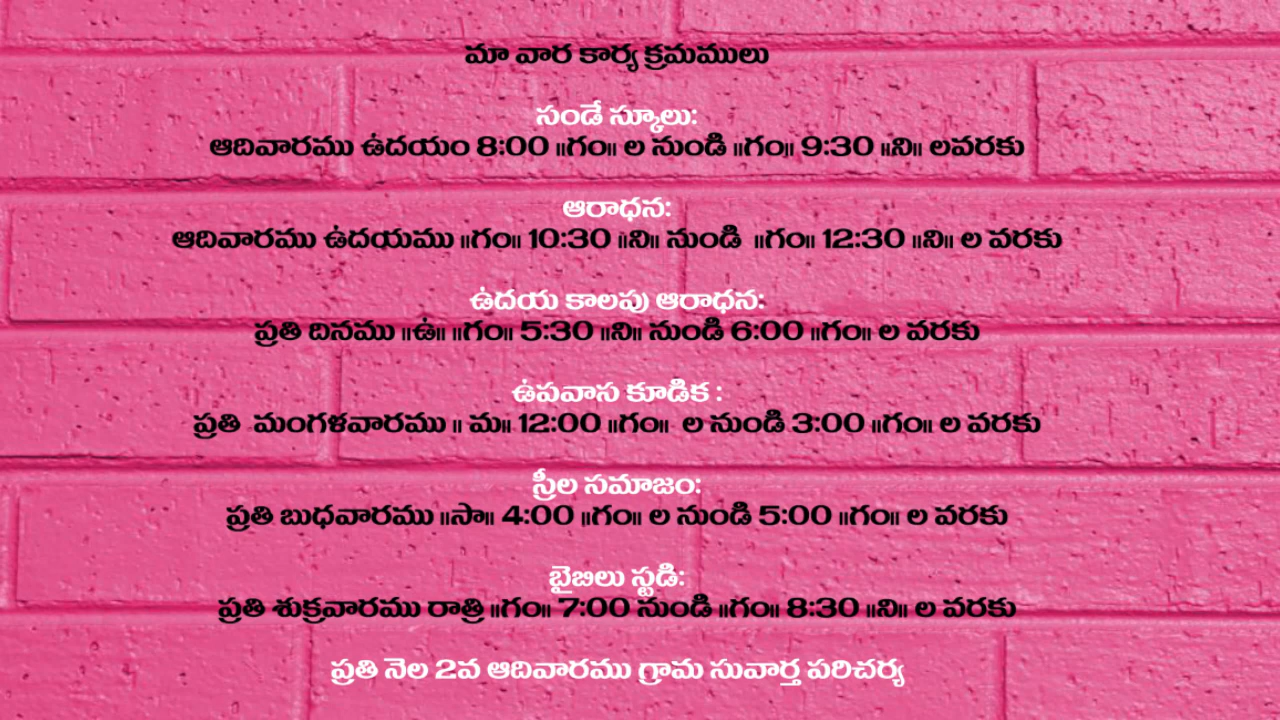 మా వార కార్య క్రమములు
సండే స్కూలు:
ఆదివారము ఉదయం 8:00 ॥గం॥ ల నుండి ॥గం॥ 9:30 ॥ని॥ లవరకు
ఆరాధన:
ఆదివారము ఉదయము ॥గం॥ 10:30 ॥ని॥ నుండి ॥గం॥ 12:30 ॥ని॥ ల వరకు
ఉదయ కాలపు ఆరాధన:
ప్రతి దినము ॥ఉ॥ ॥గం॥ 5:30 ॥ని॥ నుండి 6:00 ॥గం॥ ల వరకు
ఉపవాస కూడిక :
ప్రతి మంగళవారము ॥ మ॥ 12:00 ॥గం॥ ల నుండి 3:00 ॥గం॥ ల వరకు
స్రీల సమాజం:
ప్రతి బుధవారము ॥సా॥ 4:00 ॥గం॥ ల నుండి 5:00 ॥గం॥ ల వరకు
బైబిలు స్టడి:
ప్రతి శుక్రవారము రాత్రి ॥గం॥ 7:00 నుండి ॥గం॥ 8:30 ॥ని॥ ల వరకు
ప్రతి నెల 2వ ఆదివారము గ్రామ సువార్త పరిచర్య